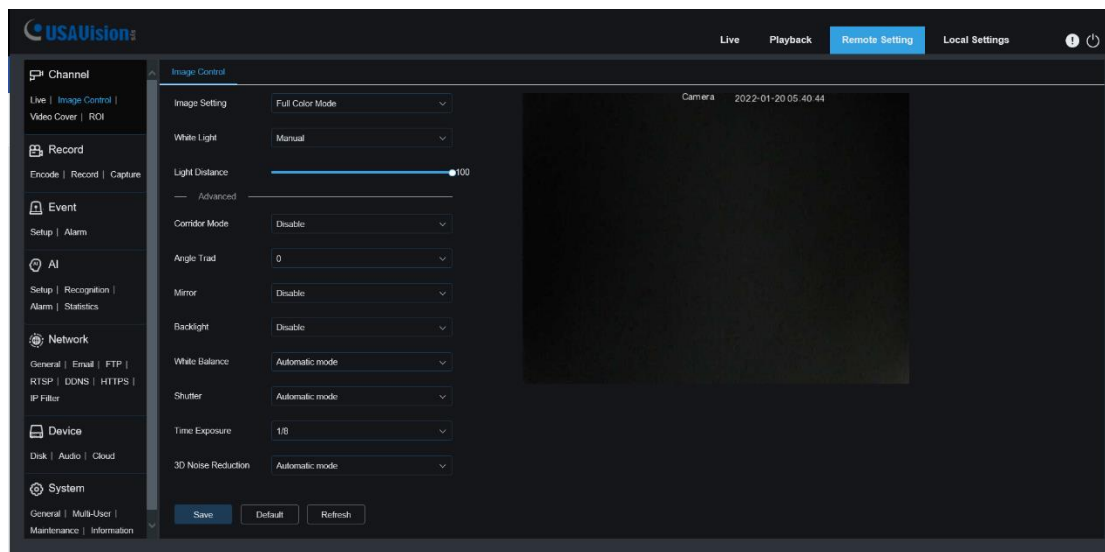 USAVision
Live Playback Remote Setting Local Settings
Channel
Live | Image Control |
Video Cover | ROI
Record
Encode | Record | Capture
Event
Setup | Alarm
AI
Setup | Recognition |
Alarm | Statistics
Network
General | Email | FTP |
RTSP | DDNS | HTTPS |
IP Filter
Device
Disk | Audio | Cloud
System
General | Multi-User |
Maintenance | Information
Image Control
Image Setting Full Color Mode
White Light Manual
Light Distance 100
Advanced
Corridor Mode Disable
Angle Trad 0
Mirror Disable
Backlight Disable
White Balance Automatic mode
Shutter Automatic mode
Time Exposure 1/8
3D Noise Reduction Automatic mode
Save Default Refresh
Camera 2022-01-20 05:40:44